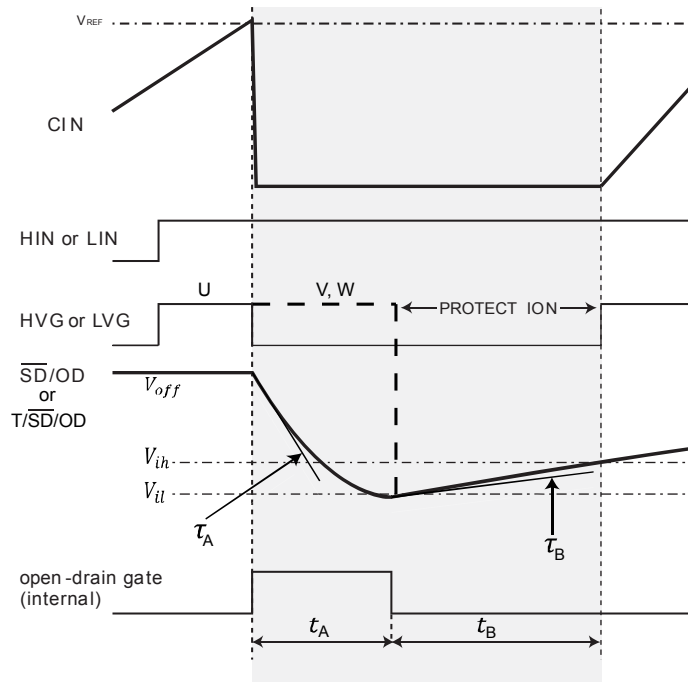 VREF
CIN
HIN or LIN
U
V, W
HVG or LVG
PROTECT ION
SD/OD
or
T/SD/OD
Voff
Vih
Vil
τA
τB
open-drain gate
(internal)
tA
tB